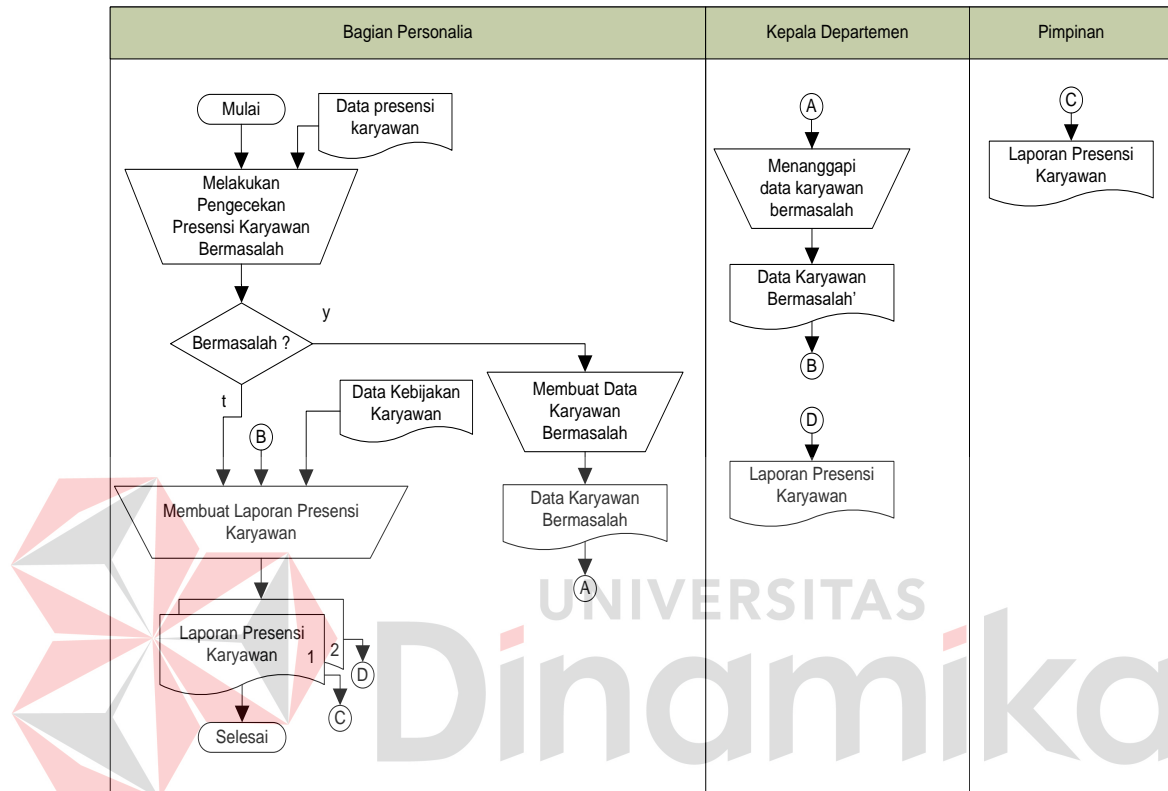 Bagian Personalia
Kepala Departemen
Pimpinan
Mulai
Data presensi
karyawan
Melakukan
Pengecekan
Presensi Karyawan
Bermasalah
Bermasalah ?
y
t
B
Data Kebijakan
Karyawan
Membuat Data
Karyawan
Bermasalah
Data Karyawan
Bermasalah
A
Membuat Laporan Presensi
Karyawan
Laporan Presensi
Karyawan
1
2
D
C
Selesai
A
Menanggapi
data karyawan
bermasalah
Data Karyawan
Bermasalah’
B
D
Laporan Presensi
Karyawan
C
Laporan Presensi
Karyawan
UNIVERSITAS
Dinamika